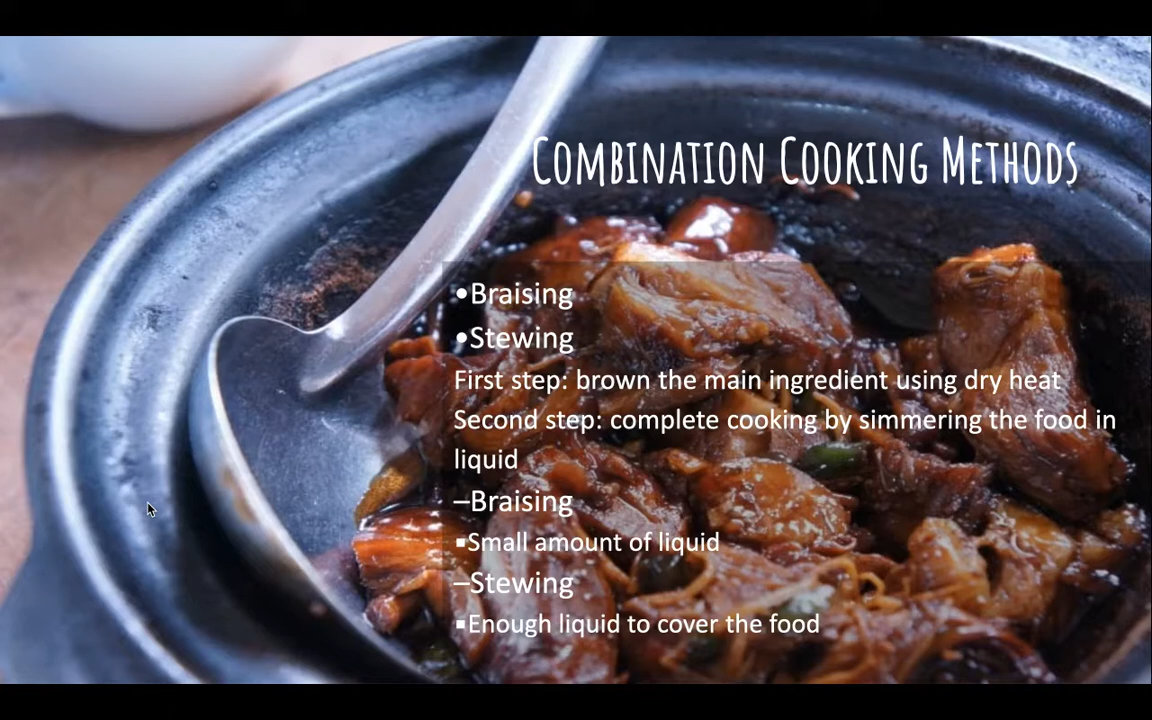 Combination Cooking Methods
•Braising
•Stewing
First step: brown the main ingredient using dry heat
Second step: complete cooking by simmering the food in
liquid
–Braising
▪Small amount of liquid
–Stewing
▪Enough liquid to cover the food